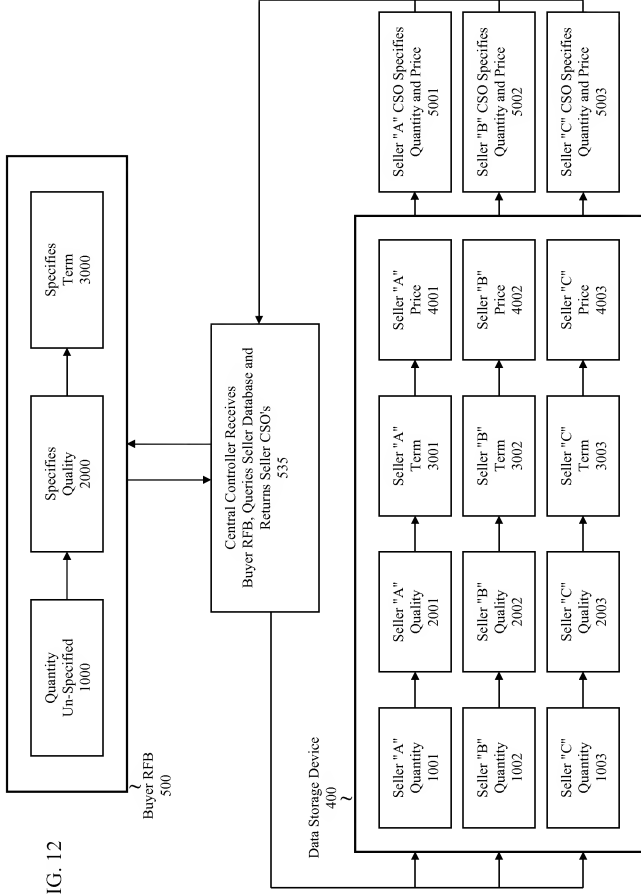 IG. 12
Buyer RFB
500
Quantity
Un-Specified
1000
Specifies
Quality
2000
Specifies
Term
3000
Central Controller Receives
Buyer RFB, Queries Seller Database and
Returns Seller CSO's
535
Data Storage Device
400
Seller "A"
Quantity
1001
Seller "A"
Quality
2001
Seller "A"
Term
3001
Seller "A"
Price
4001
Seller "A" CSO Specifies
Quantity and Price
5001
Seller "B"
Quantity
1002
Seller "B"
Quality
2002
Seller "B"
Term
3002
Seller "B"
Price
4002
Seller "B" CSO Specifies
Quantity and Price
5002
Seller "C"
Quantity
1003
Seller "C"
Quality
2003
Seller "C"
Term
3003
Seller "C"
Price
4003
Seller "C" CSO Specifies
Quantity and Price
5003